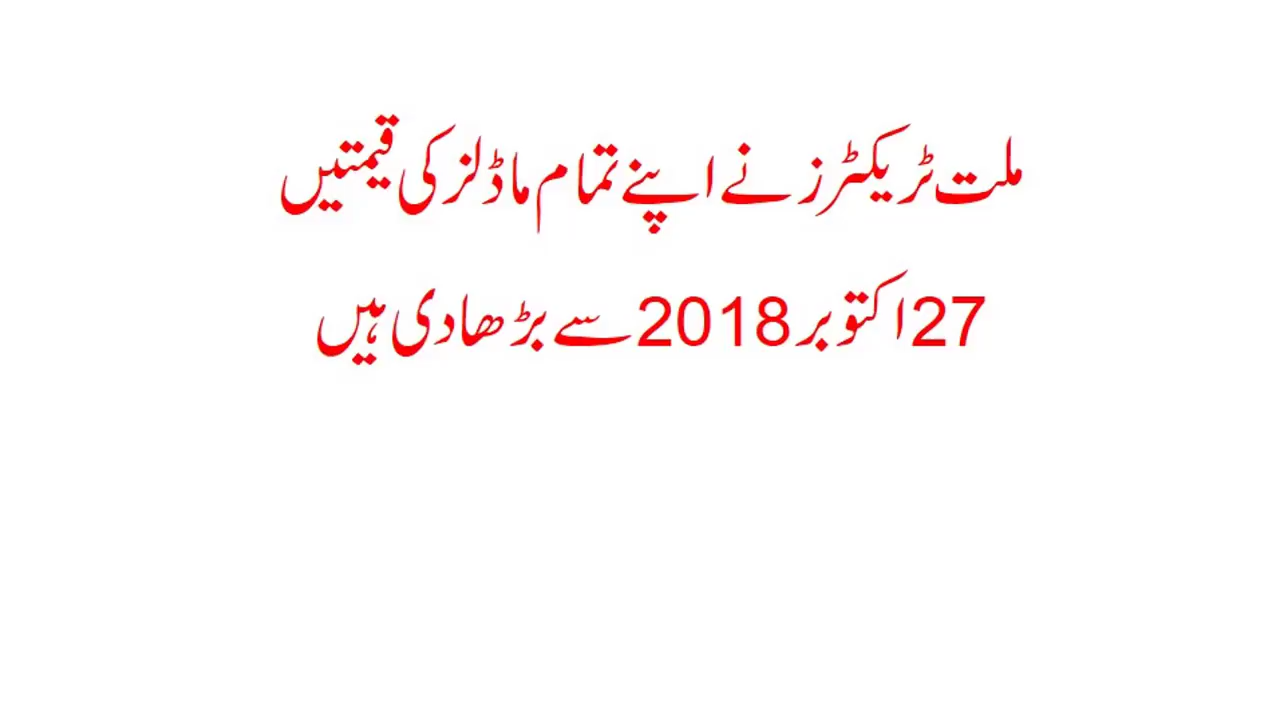 ملت ٹریکٹرز نے اپنے تمام ماڈلز کی قیمتیں
27 اکتوبر 2018 سے بڑھا دی ہیں